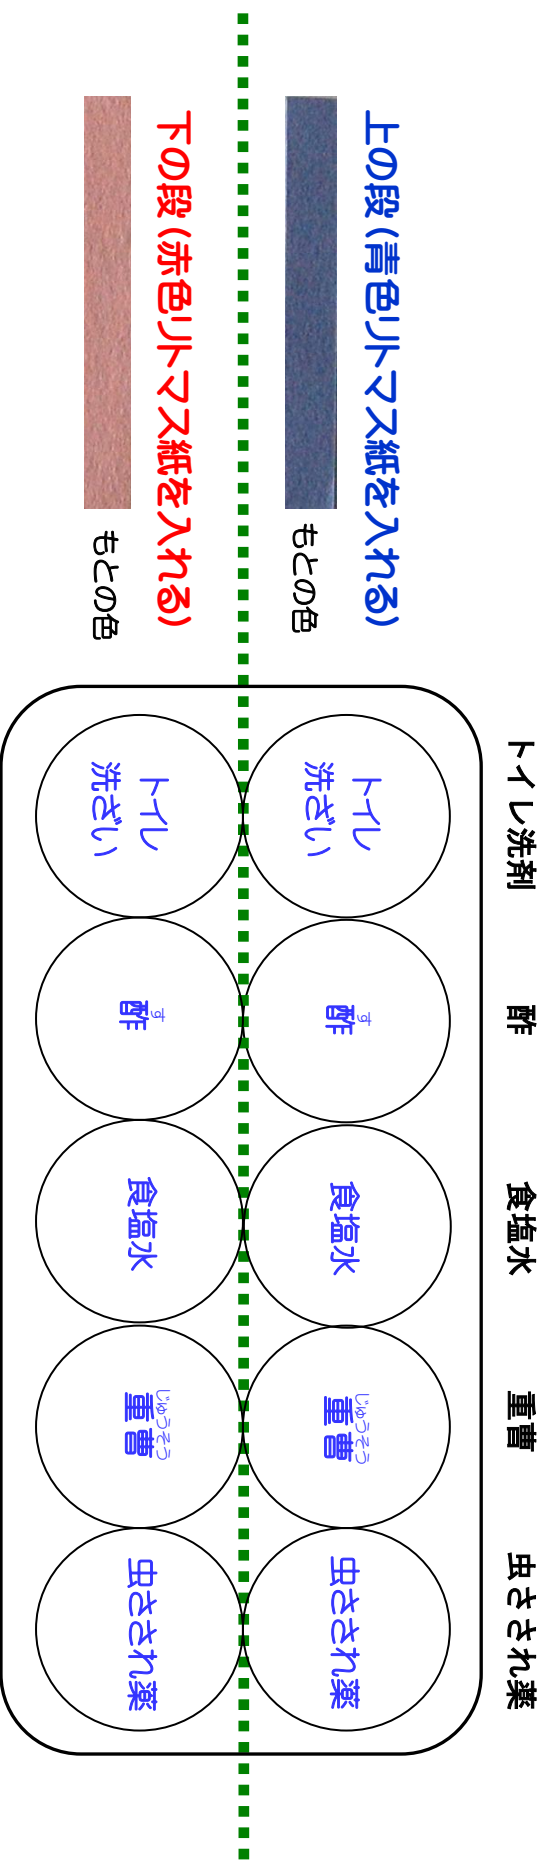 トイレ洗剤
酢
食塩水
重曹
虫さされ薬
上の段（青色リトマス紙を入れる）
もとの色
トイレ
洗ざい
す
酢
食塩水
じゅうそう
重曹
虫さされ薬
下の段（赤色リトマス紙を入れる）
もとの色
トイレ
洗ざい
す
酢
食塩水
じゅうそう
重曹
虫さされ薬